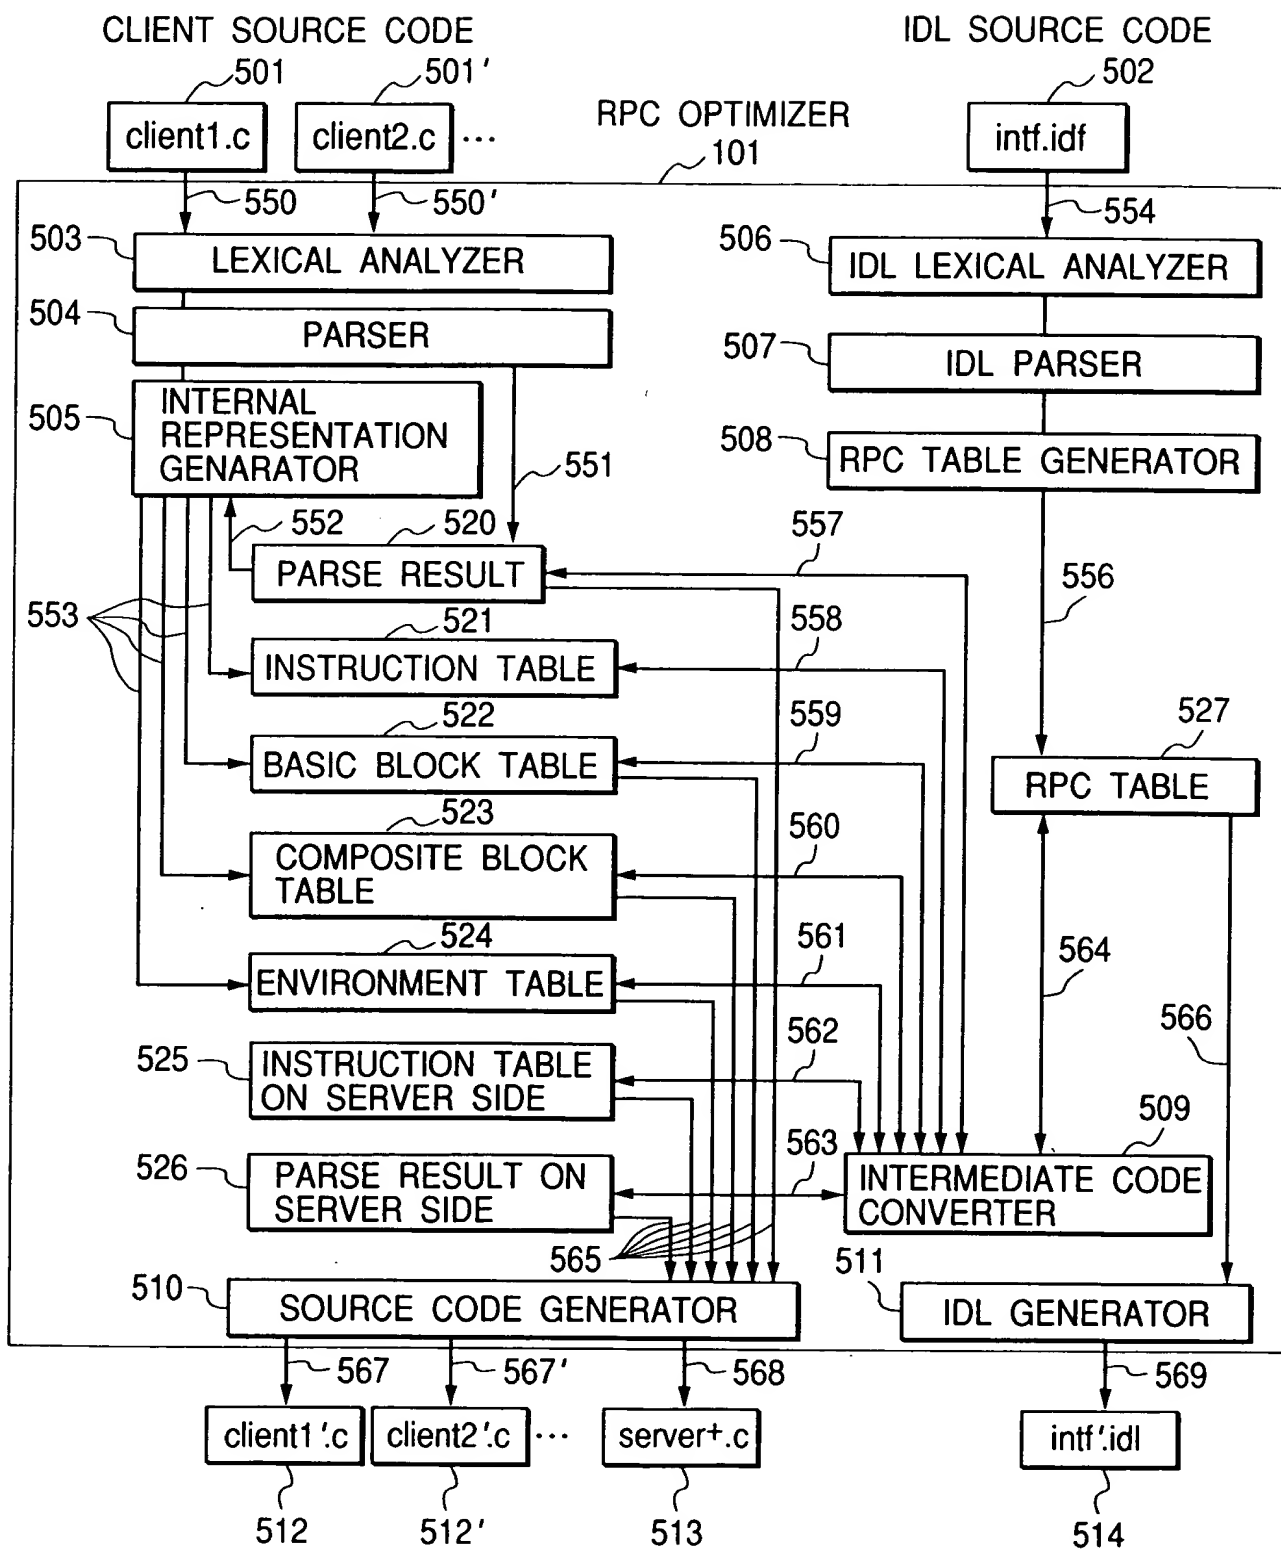 CLIENT SOURCE CODE
IDL SOURCE CODE
501
501'
502
client1.c
client2.c
...
RPC OPTIMIZER
101
intf.idf
550
550'
554
503
LEXICAL ANALYZER
506
IDL LEXICAL ANALYZER
504
PARSER
507
IDL PARSER
505
INTERNAL
REPRESENTATION
GENARATOR
551
508
RPC TABLE GENERATOR
552
520
PARSE RESULT
557
556
553
521
INSTRUCTION TABLE
558
522
BASIC BLOCK TABLE
559
527
RPC TABLE
523
COMPOSITE BLOCK
TABLE
560
524
ENVIRONMENT TABLE
561
564
566
525
INSTRUCTION TABLE
ON SERVER SIDE
562
526
PARSE RESULT ON
SERVER SIDE
563
509
INTERMEDIATE CODE
CONVERTER
565
510
SOURCE CODE GENERATOR
511
IDL GENERATOR
567
567'
568
569
client1'.c
client2'.c
...
server+.c
intf'.idl
512
512'
513
514